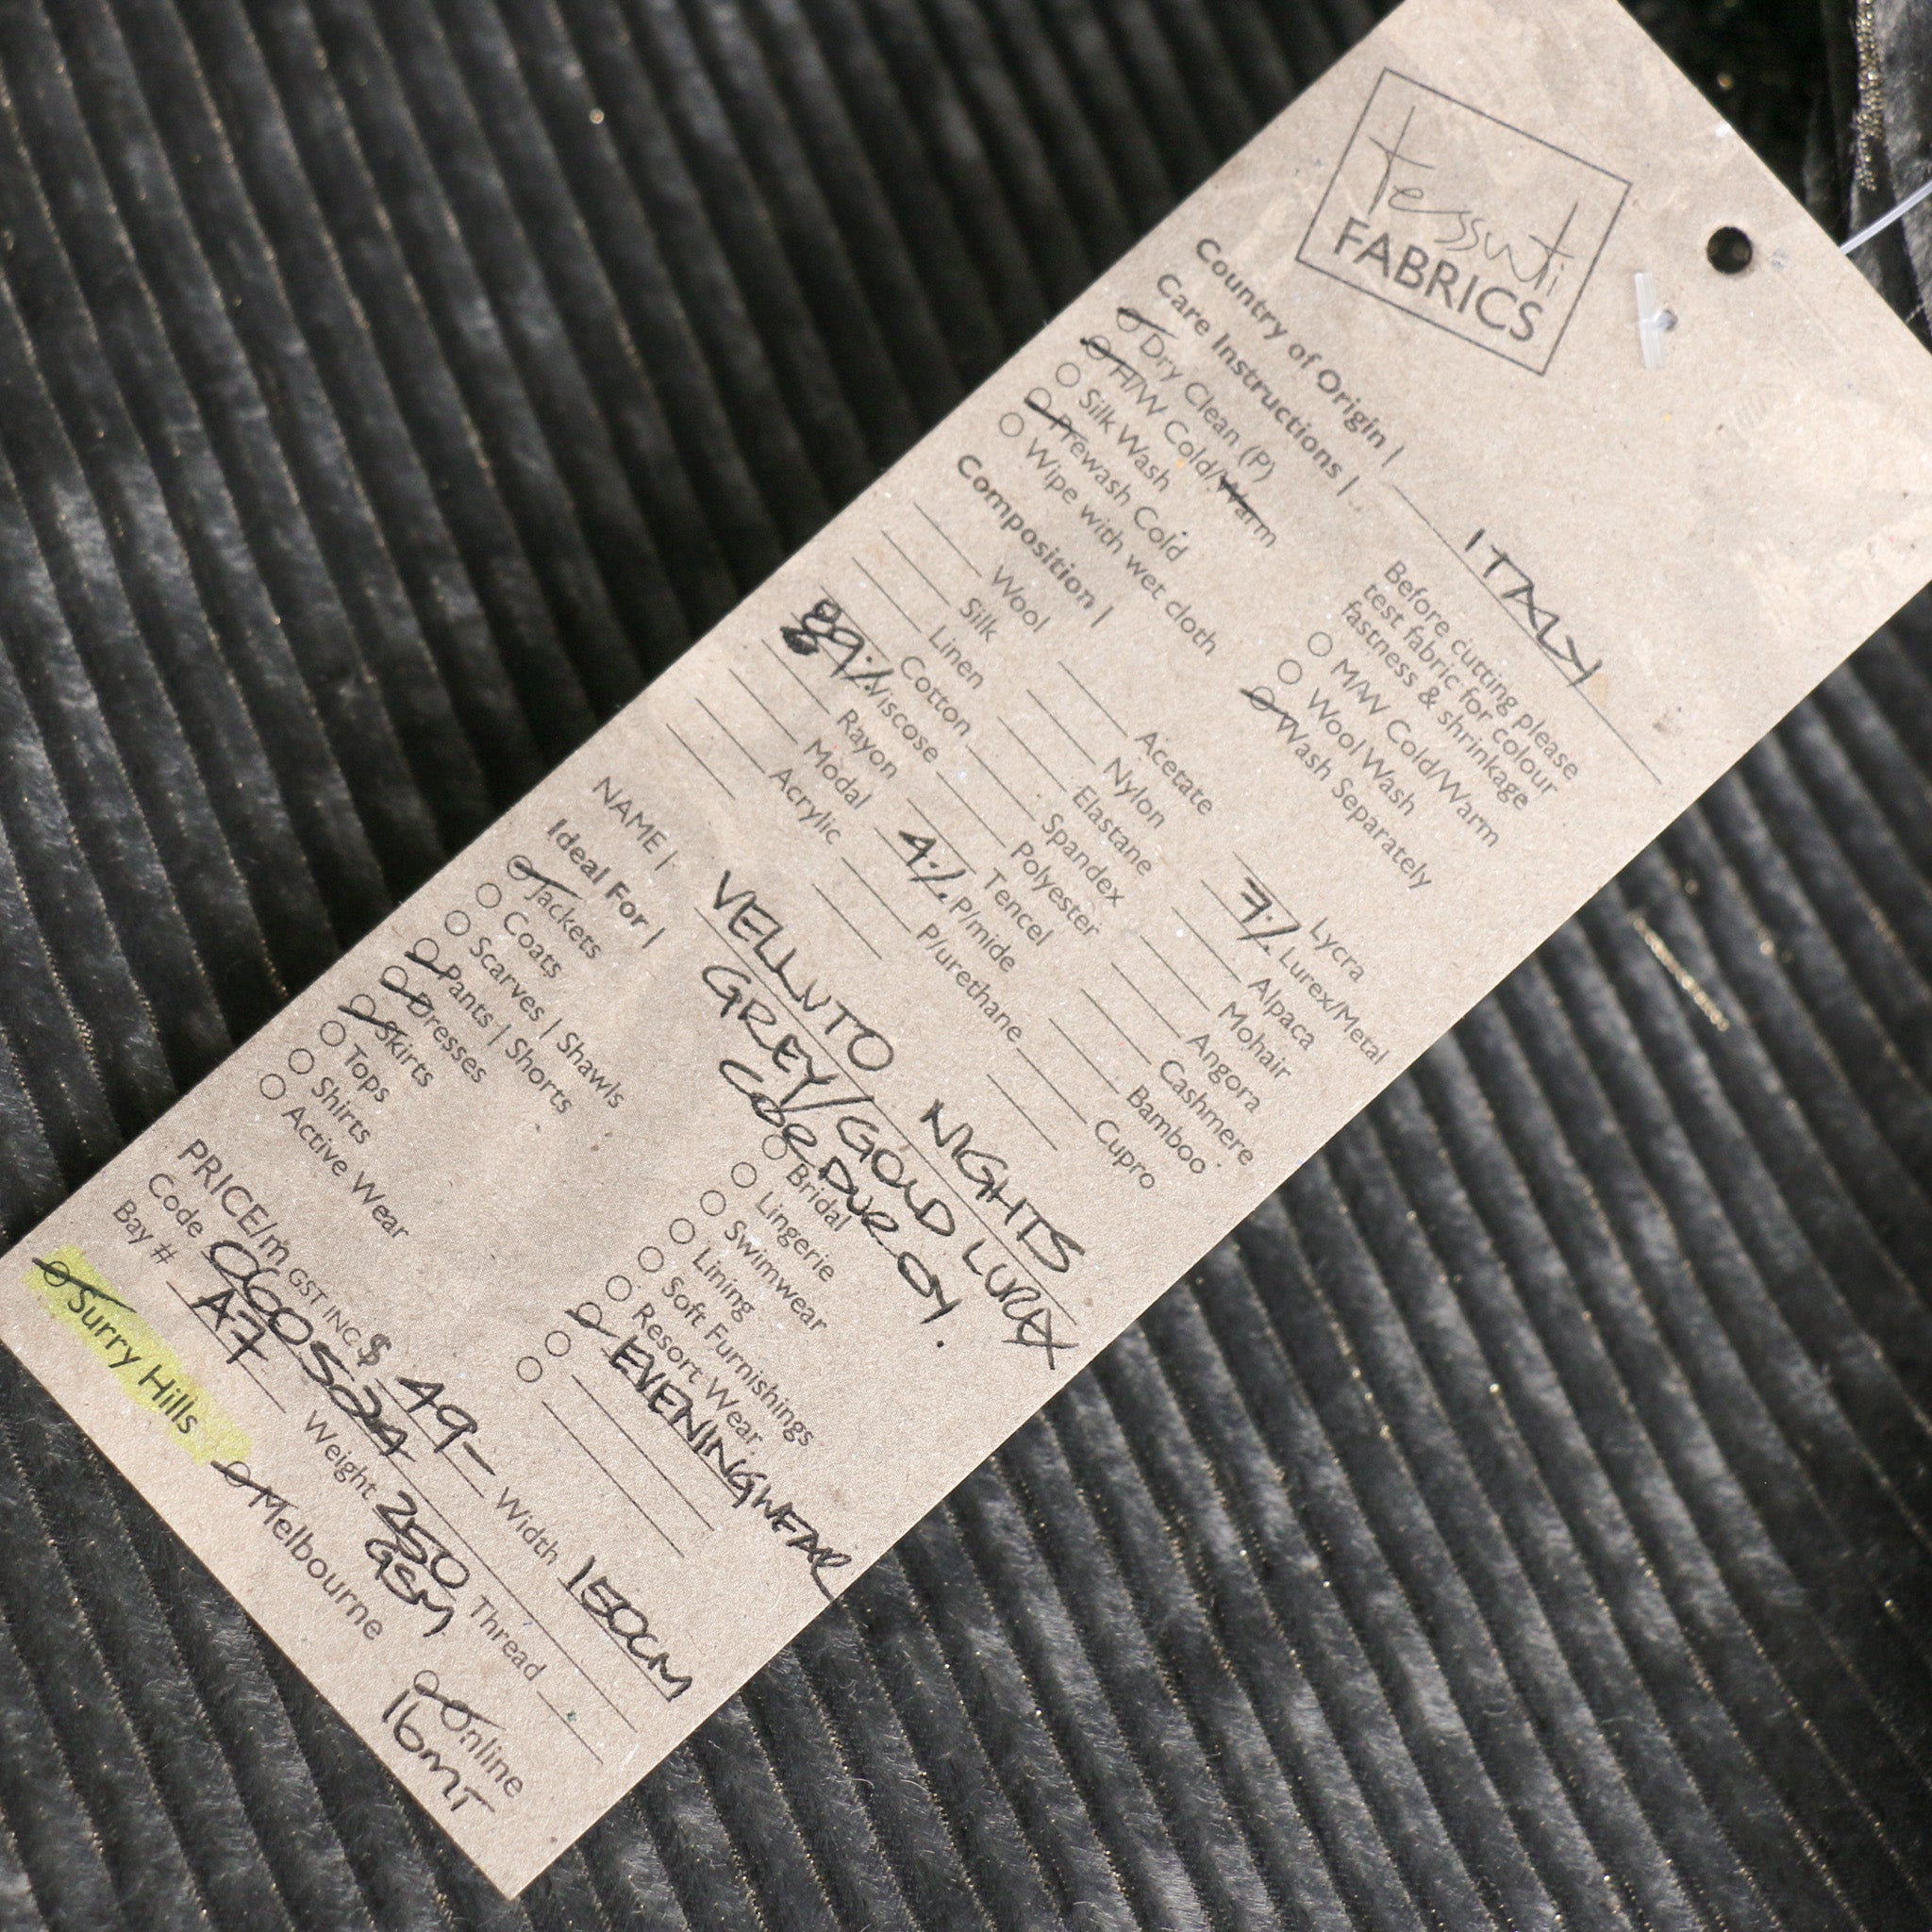 tessuti
FABRICS
Country of Origin | ITALY
Care Instructions |
Dry Clean (P)
H/W Cold/Warm
Silk Wash
Prewash Cold
Wipe with wet cloth
Before cutting please
test fabric for colour
fastness & shrinkage
M/W Cold/Warm
Wool Wash
Wash Separately
Composition |
Wool
Silk
Linen
Cotton
89% Viscose
Rayon
Modal
Acrylic
Acetate
Nylon
Elastane
Spandex
Polyester
Tencel
4% P/mide
P/urethane
Lycra
7% Lurex/Metal
Alpaca
Mohair
Angora
Cashmere
Bamboo
Cupro
NAME | VELLUTO NIGHTS
GREY/GOLD LUREX
CORDUROY.
Ideal For |
Jackets
Coats
Scarves | Shawls
Pants | Shorts
Dresses
Skirts
Tops
Shirts
Active Wear
Bridal
Lingerie
Swimwear
Lining
Soft Furnishings
Resort Wear
EVENINGWEAR
PRICE/m GST INC $ 49- Width 150CM
Code Weight 250 GSM Thread
Bay # A7
Surry Hills
Melbourne
Online
16MT